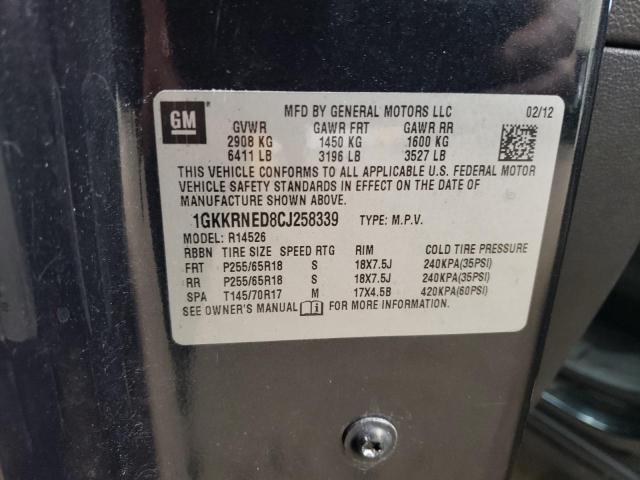 GM MFD BY GENERAL MOTORS LLC 02/12
GVWR GAWR FRT GAWR RR
2908 KG 1450 KG 1600 KG
6411 LB 3196 LB 3527 LB
THIS VEHICLE CONFORMS TO ALL APPLICABLE U.S. FEDERAL MOTOR
VEHICLE SAFETY STANDARDS IN EFFECT ON THE DATE OF
MANUFACTURE SHOWN ABOVE.
1GKKRNED8CJ258339 TYPE: M.P.V.
MODEL: R14526
RBBN TIRE SIZE SPEED RTG RIM COLD TIRE PRESSURE
FRT P255/65R18 S 18X7.5J 240KPA(35PSI)
RR P255/65R18 S 18X7.5J 240KPA(35PSI)
SPA T145/70R17 M 17X4.5B 420KPA(60PSI)
SEE OWNER'S MANUAL FOR MORE INFORMATION